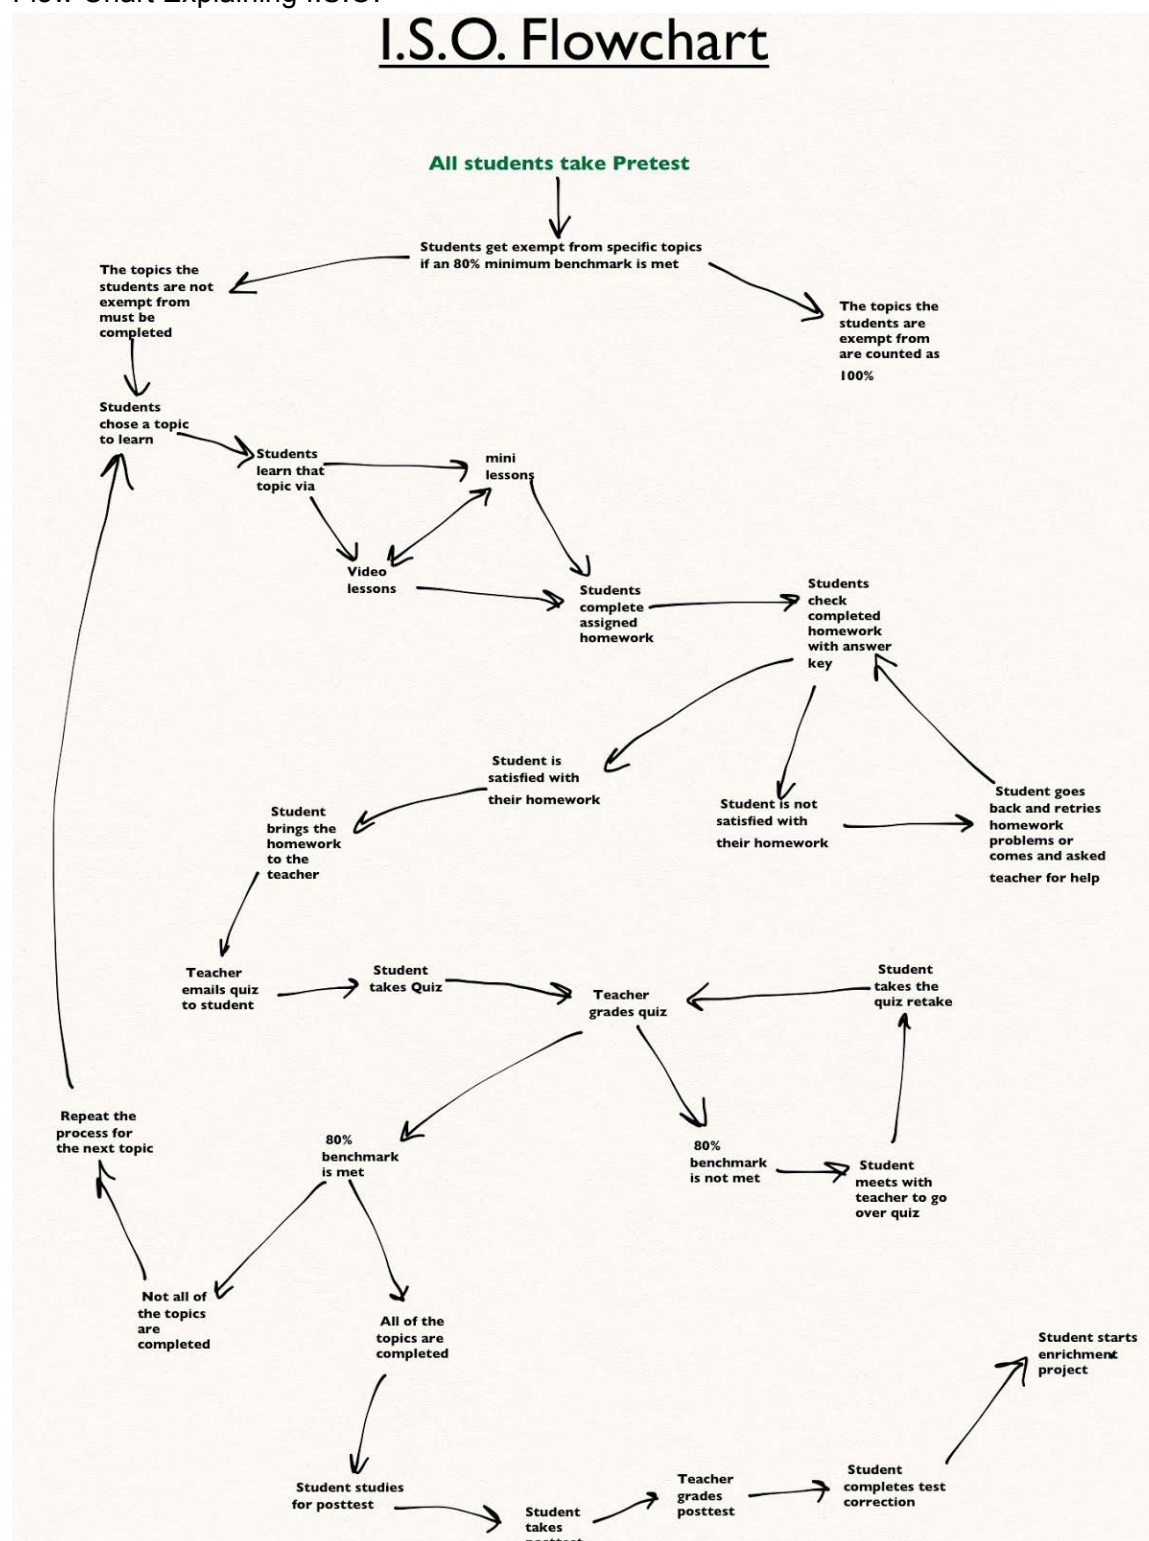 I.S.O. Flowchart
All students take Pretest
Students get exempt from specific topics
if an 80% minimum benchmark is met
The topics the
students are not
exempt from
must be
completed
The topics the
students are
exempt from
are counted as
100%
Students
chose a topic
to learn
Students
learn that
topic via
mini
lessons
Video
lessons
Students
complete
assigned
homework
Students
check
completed
homework
with answer
key
Student is
satisfied with
their homework
Student is not
satisfied with
their homework
Student goes
back and retries
homework
problems or
comes and asked
teacher for help
Student
brings the
homework
to the
teacher
Teacher
emails quiz
to student
Student
takes Quiz
Teacher
grades quiz
Student
takes the
quiz retake
Repeat the
process for
the next topic
80%
benchmark
is met
80%
benchmark
is not met
Student
meets with
teacher to go
over quiz
Not all of
the topics
are
completed
All of the
topics are
completed
Student starts
enrichment
project
Student studies
for posttest
Student
takes
Teacher
grades
posttest
Student
completes test
correction